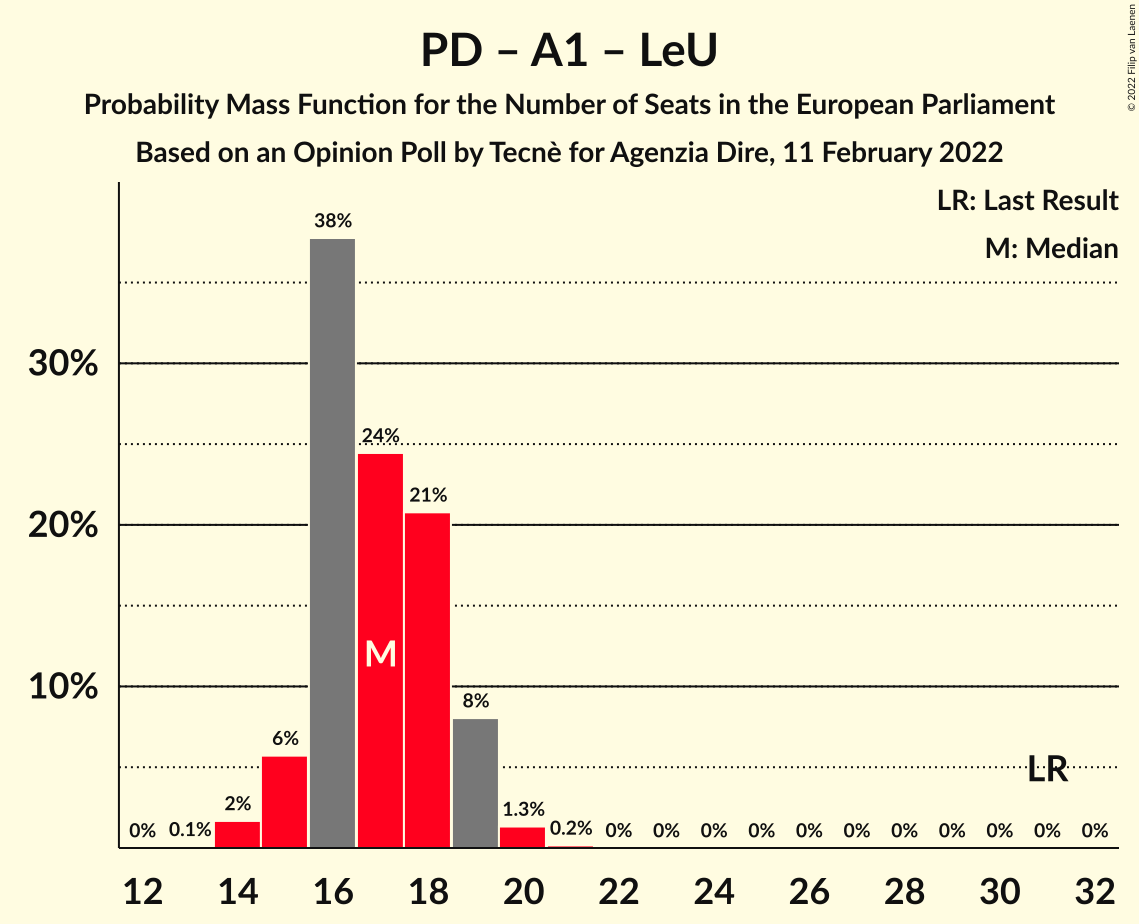 PD – A1 – LeU
Probability Mass Function for the Number of Seats in the European Parliament
Based on an Opinion Poll by Tecnè for Agenzia Dire, 11 February 2022
© 2022 Filip van Laenen
LR: Last Result
M: Median
38%
30%
24%
21%
20%
M
10%
8%
6%
LR
2%
1.3%
0% 0.1% 0.2% 0% 0% 0% 0% 0% 0% 0% 0% 0% 0% 0%
12 14 16 18 20 22 24 26 28 30 32